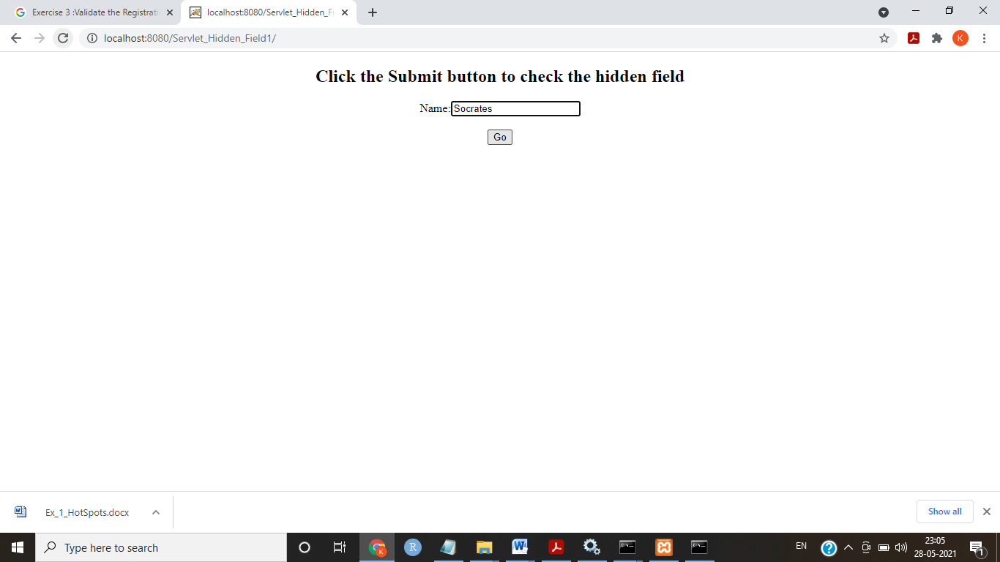 Exercise 3 :Validate the Registrati
localhost:8080/Servlet_Hidden_Fi
localhost:8080/Servlet_Hidden_Field1/
K
Click the Submit button to check the hidden field
Name:Socrates
Go
Ex_1_HotSpots.docx
Show all
Type here to search
K
R
EN
23:05
28-05-2021
1